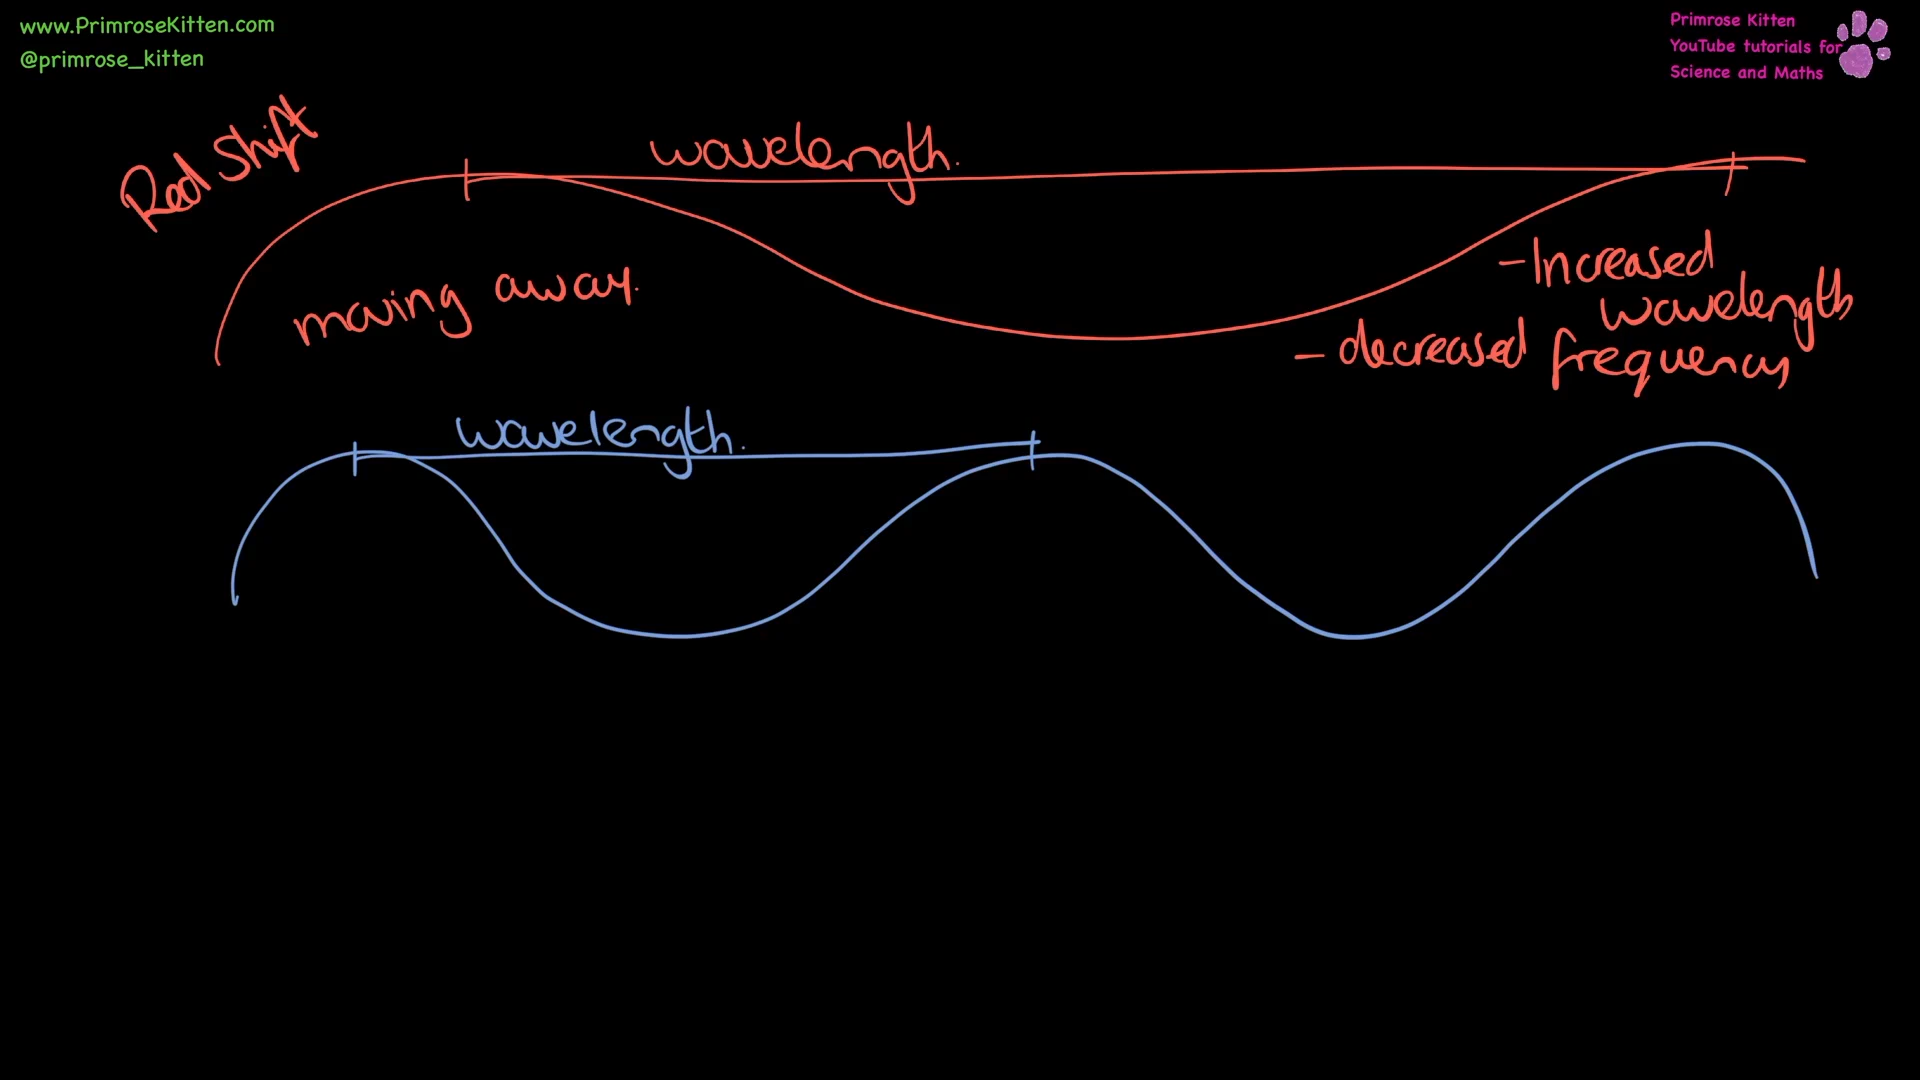 www.PrimroseKitten.com
@primrose_kitten
Primrose Kitten
YouTube tutorials for
Science and Maths
Red Shift
wavelength.
moving away.
- Increased
wavelength
- decreased frequency
wavelength.